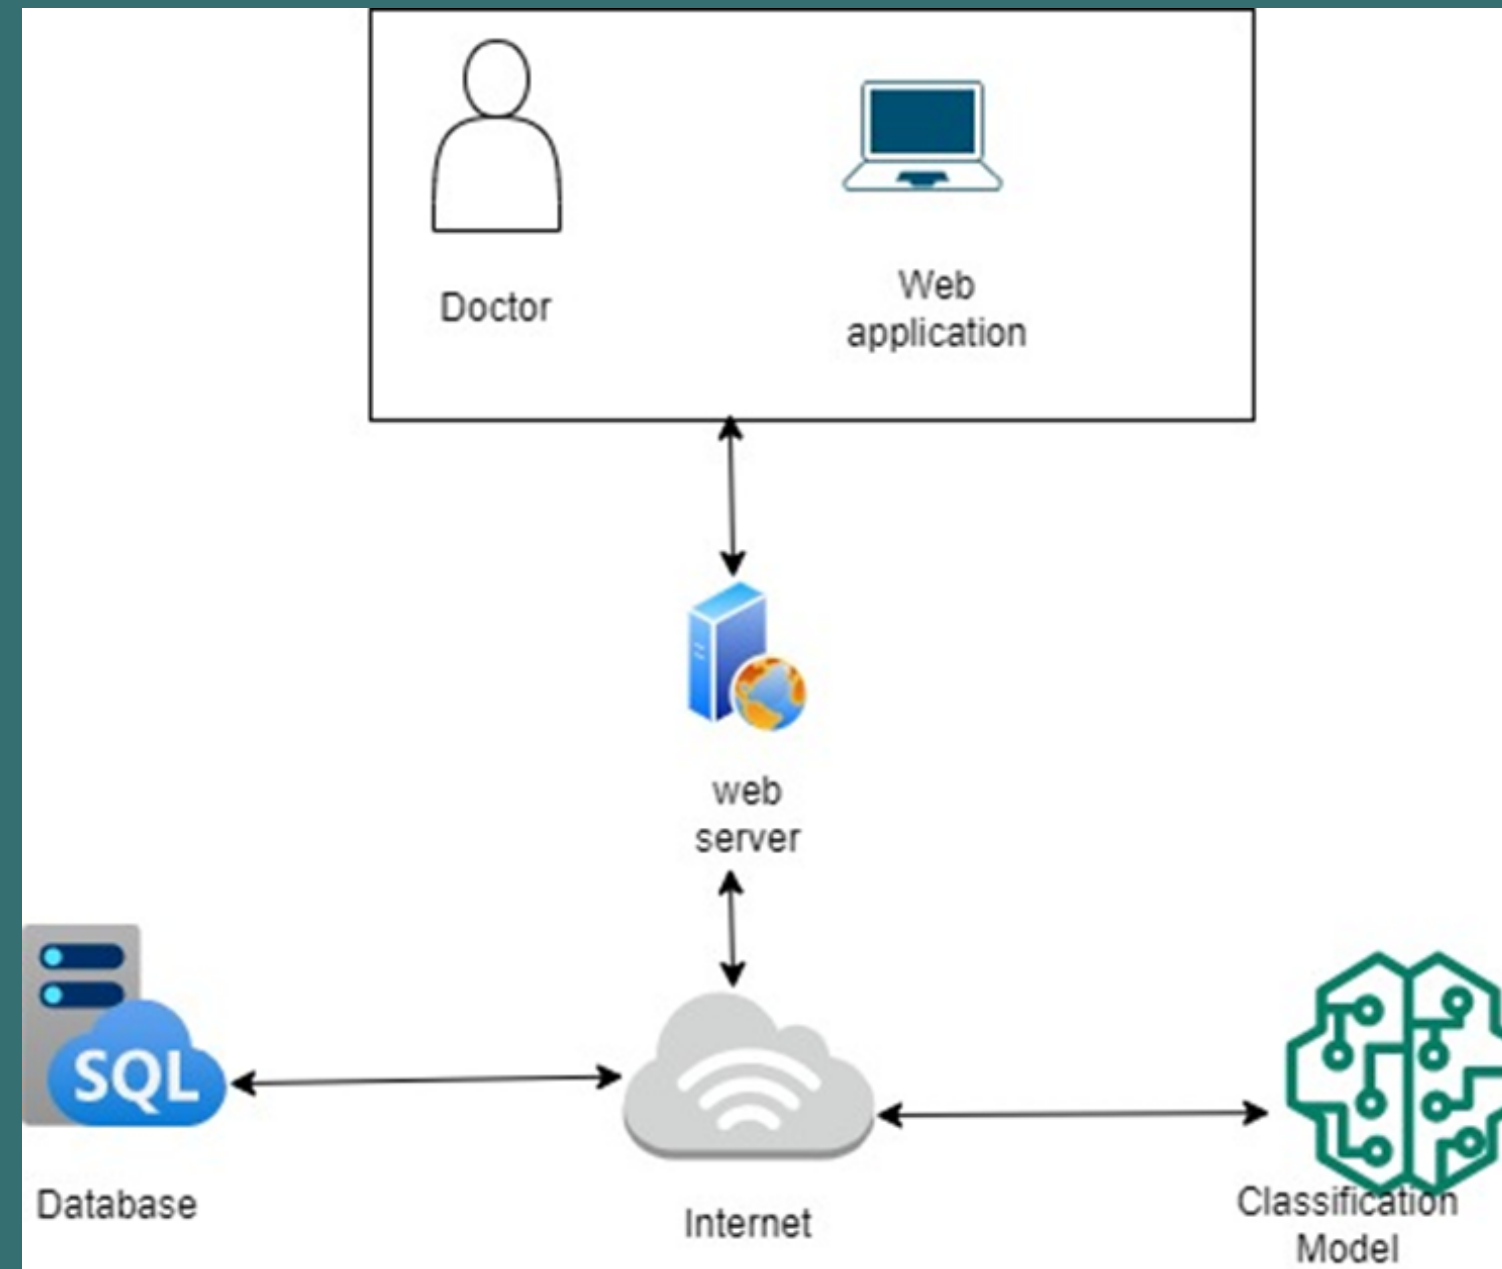 Doctor
Web
application
web
server
SQL
Database
Internet
Classification
Model